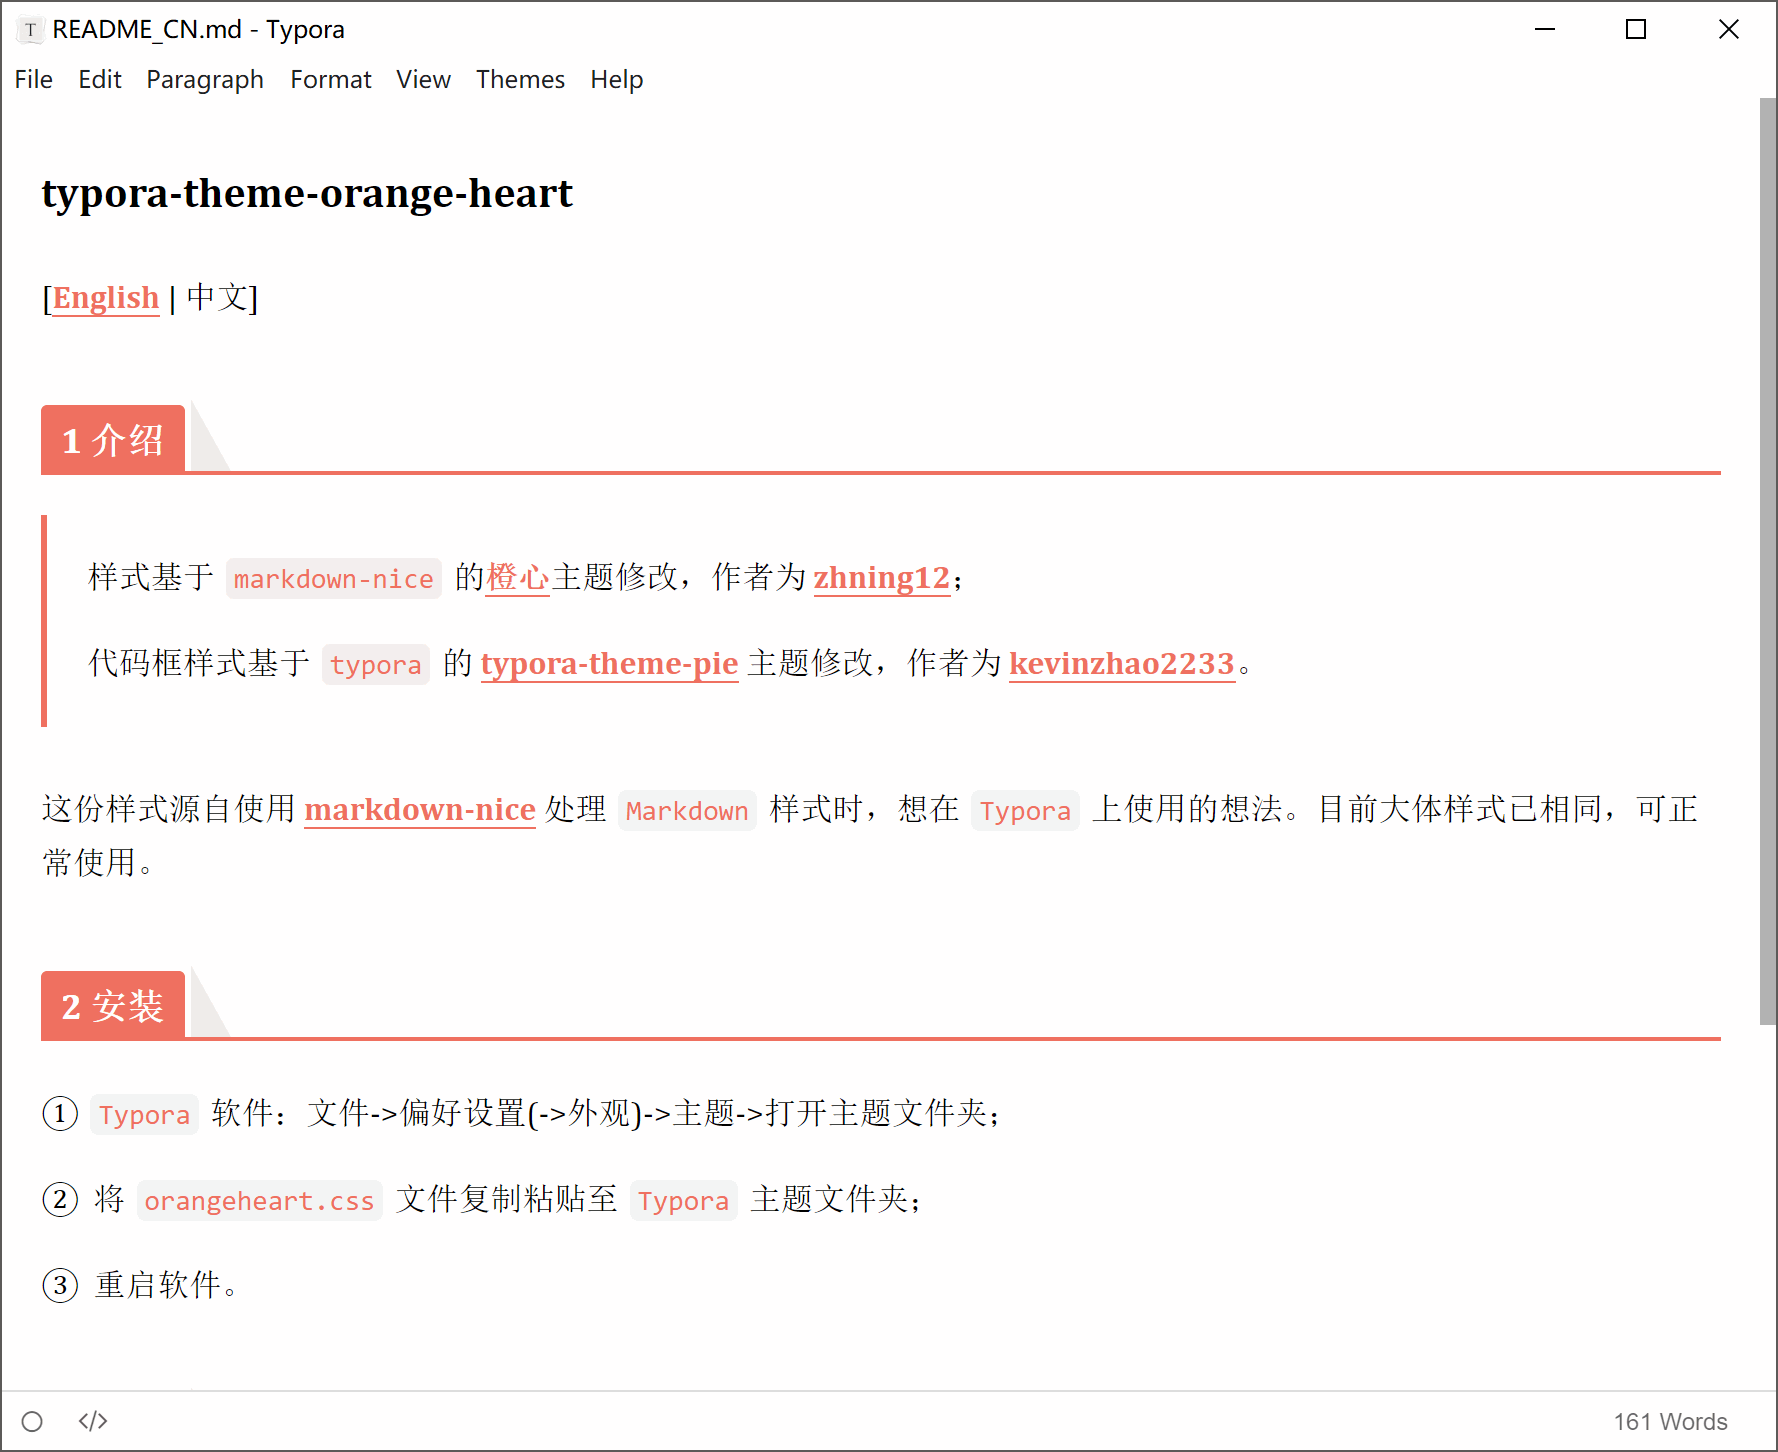 T README_CN.md - Typora
File Edit Paragraph Format View Themes Help
typora-theme-orange-heart
[English | 中文]
1 介绍
样式基于 markdown-nice 的橙心主题修改，作者为 zhning12；
代码框样式基于 typora 的 typora-theme-pie 主题修改，作者为 kevinzhao2233。
这份样式源自使用 markdown-nice 处理 Markdown 样式时，想在 Typora 上使用的想法。目前大体样式已相同，可正
常使用。
2 安装
① Typora 软件：文件->偏好设置(->外观)->主题->打开主题文件夹；
② 将 orangeheart.css 文件复制粘贴至 Typora 主题文件夹；
③ 重启软件。
</> 161 Words